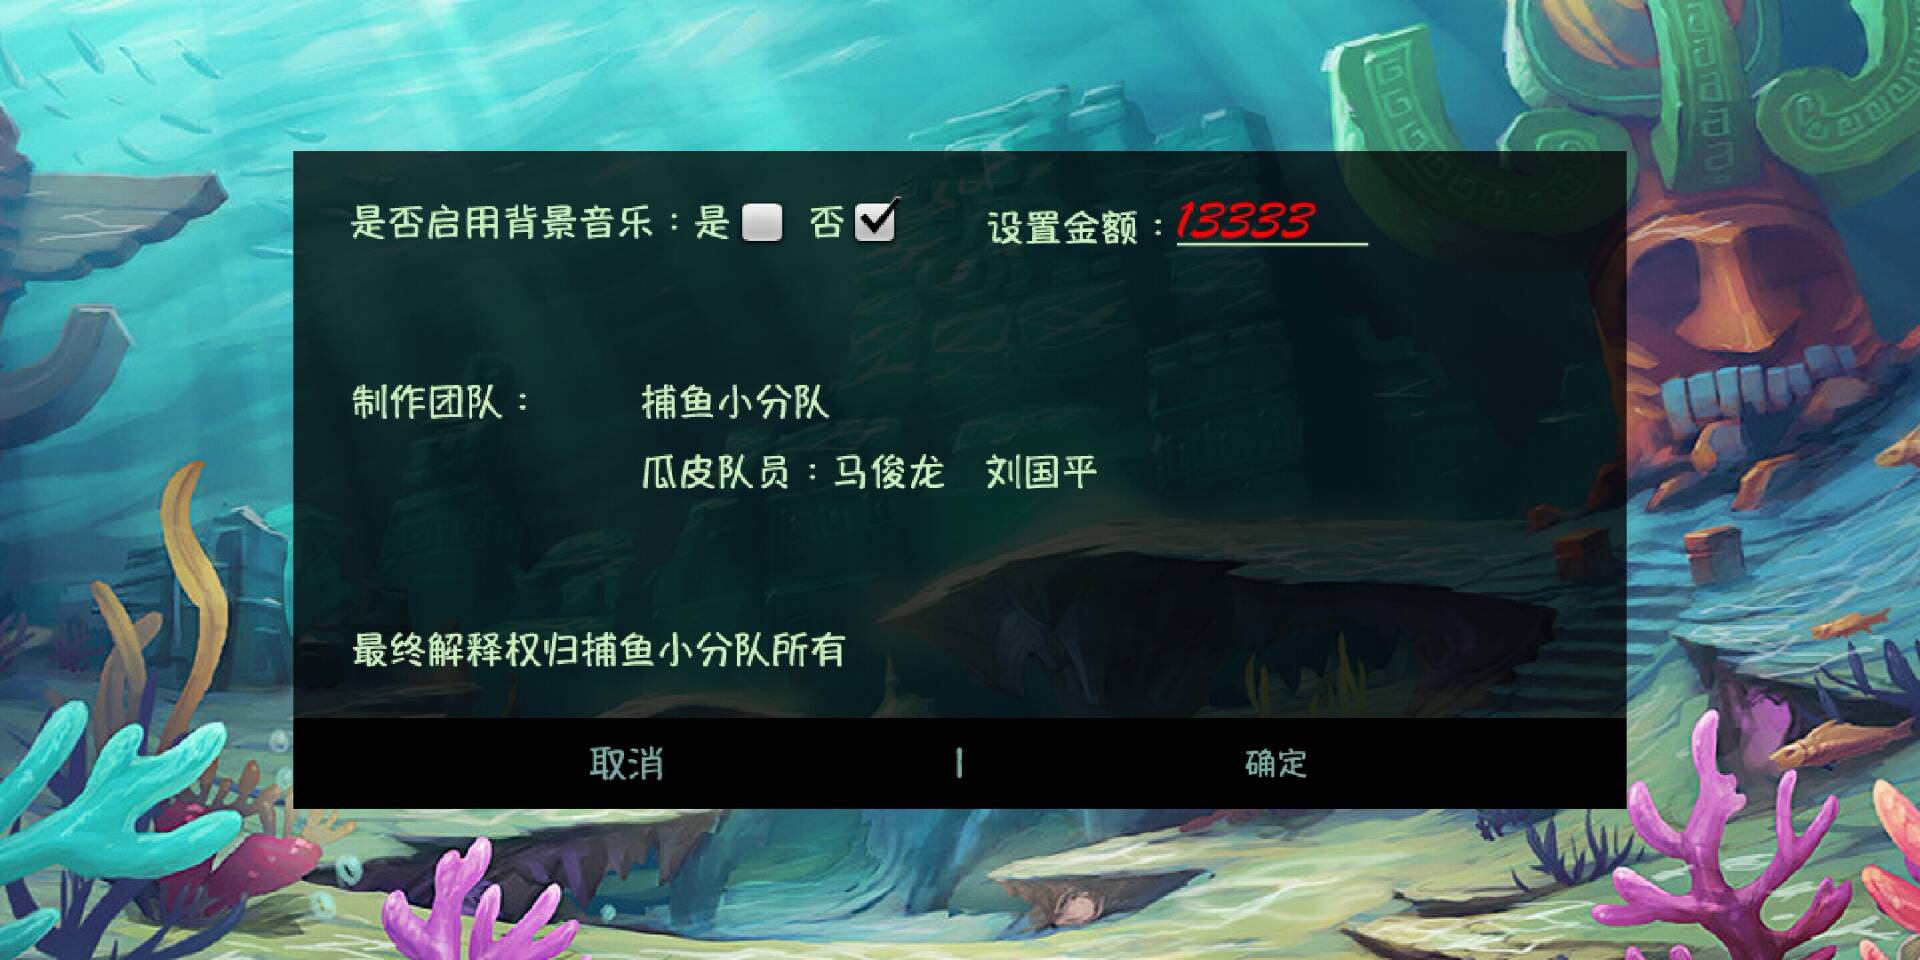 是否启用背景音乐：是 否 设置金额：13333
制作团队： 捕鱼小分队
瓜皮队员：马俊龙 刘国平
最终解释权归捕鱼小分队所有
取消 | 确定